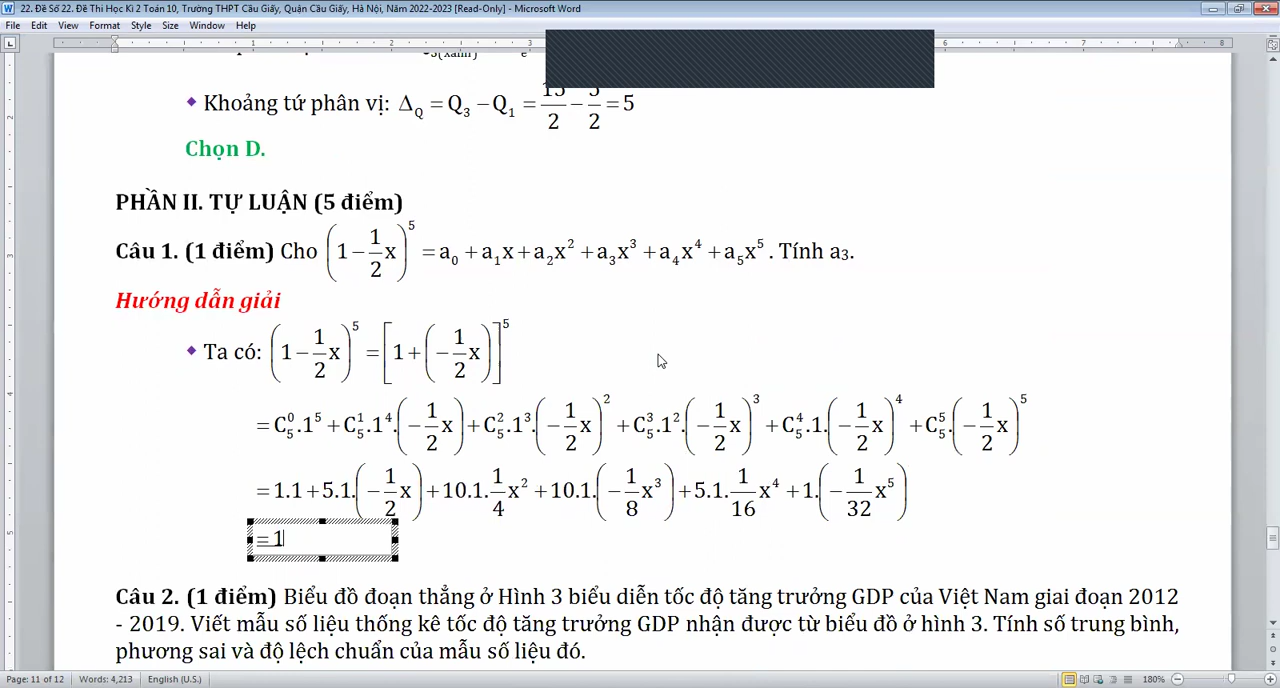 22. Đề Số 22. Đề Thi Học Kì 2 Toán 10, Trường THPT Cầu Giấy, Quận Cầu Giấy, Hà Nội, Năm 2022-2023 [Read-Only] - Microsoft Word
File Edit View Format Style Size Window Help
1 2 3 6 7 8
◆ Khoảng tứ phân vị: Δ_Q = Q_3 − Q_1 = 15/2 − 5/2 = 5
Chọn D.
PHẦN II. TỰ LUẬN (5 điểm)
Câu 1. (1 điểm) Cho (1 − 1/2 x)^5 = a_0 + a_1x + a_2x^2 + a_3x^3 + a_4x^4 + a_5x^5. Tính a_3.
Hướng dẫn giải
◆ Ta có: (1 − 1/2 x)^5 = [1 + (− 1/2 x)]^5
= C_5^0.1^5 + C_5^1.1^4.(− 1/2 x) + C_5^2.1^3.(− 1/2 x)^2 + C_5^3.1^2.(− 1/2 x)^3 + C_5^4.1.(− 1/2 x)^4 + C_5^5.(− 1/2 x)^5
= 1.1 + 5.1.(− 1/2 x) + 10.1.1/4 x^2 + 10.1.(− 1/8 x^3) + 5.1.1/16 x^4 + 1.(− 1/32 x^5)
= 1
Câu 2. (1 điểm) Biểu đồ đoạn thẳng ở Hình 3 biểu diễn tốc độ tăng trưởng GDP của Việt Nam giai đoạn 2012
- 2019. Viết mẫu số liệu thống kê tốc độ tăng trưởng GDP nhận được từ biểu đồ ở hình 3. Tính số trung bình,
phương sai và độ lệch chuẩn của mẫu số liệu đó.
Page: 11 of 12 Words: 4,213 English (U.S.) 180%